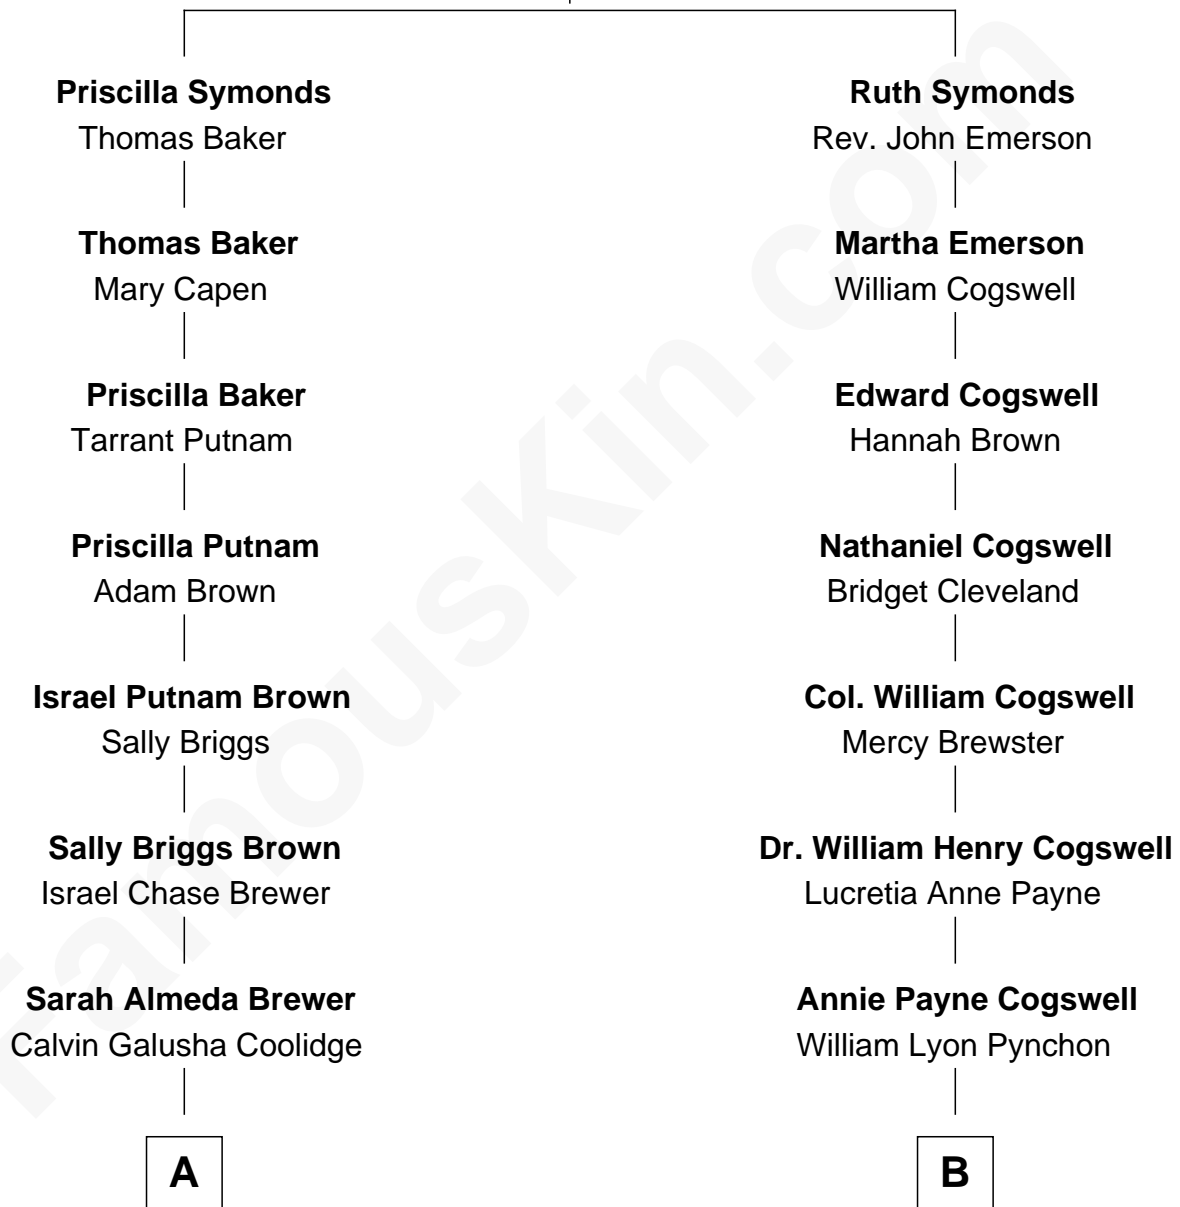 Priscilla Symonds
Thomas Baker
Ruth Symonds
Rev. John Emerson
Thomas Baker
Mary Capen
Martha Emerson
William Cogswell
Priscilla Baker
Tarrant Putnam
Edward Cogswell
Hannah Brown
Priscilla Putnam
Adam Brown
Nathaniel Cogswell
Bridget Cleveland
Israel Putnam Brown
Sally Briggs
Col. William Cogswell
Mercy Brewster
Sally Briggs Brown
Israel Chase Brewer
Dr. William Henry Cogswell
Lucretia Anne Payne
Sarah Almeda Brewer
Calvin Galusha Coolidge
Annie Payne Cogswell
William Lyon Pynchon
A
B
FamousKin.com